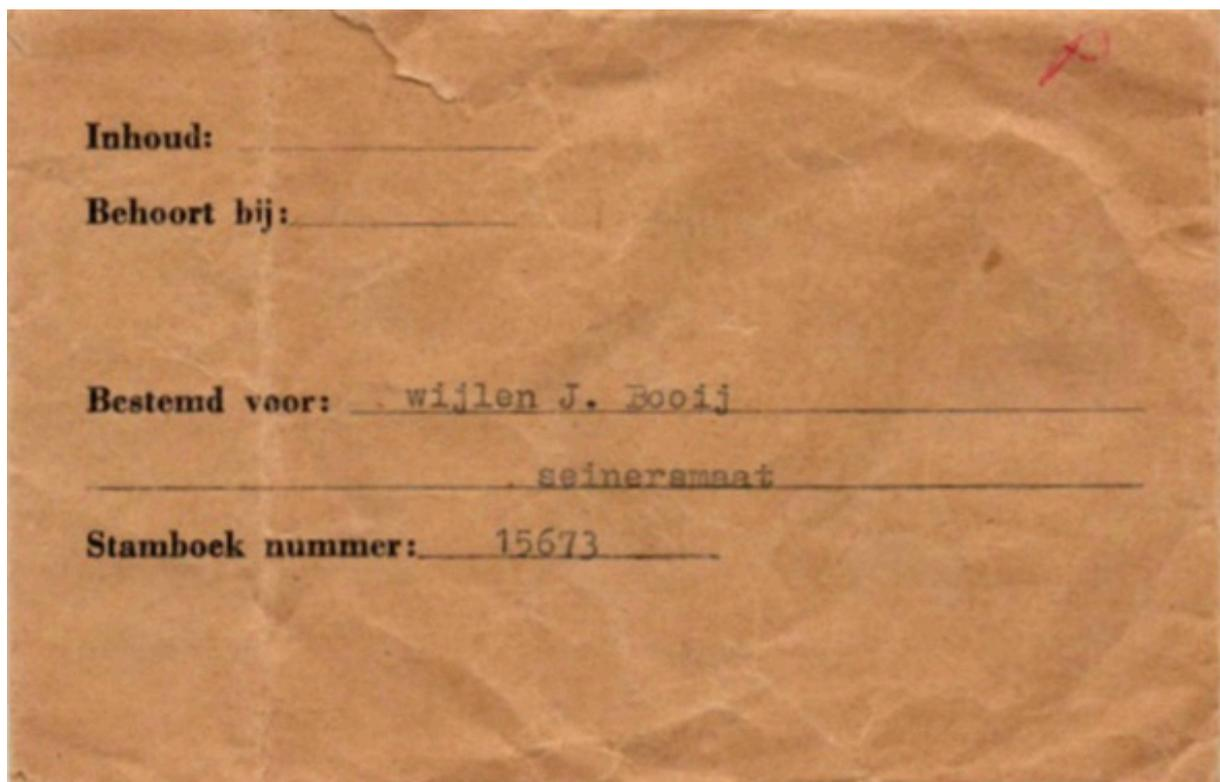 Inhoud:
Behoort bij:
Bestemd voor: wijlen J. Booij
seinersmaat
Stamboek nummer: 15673